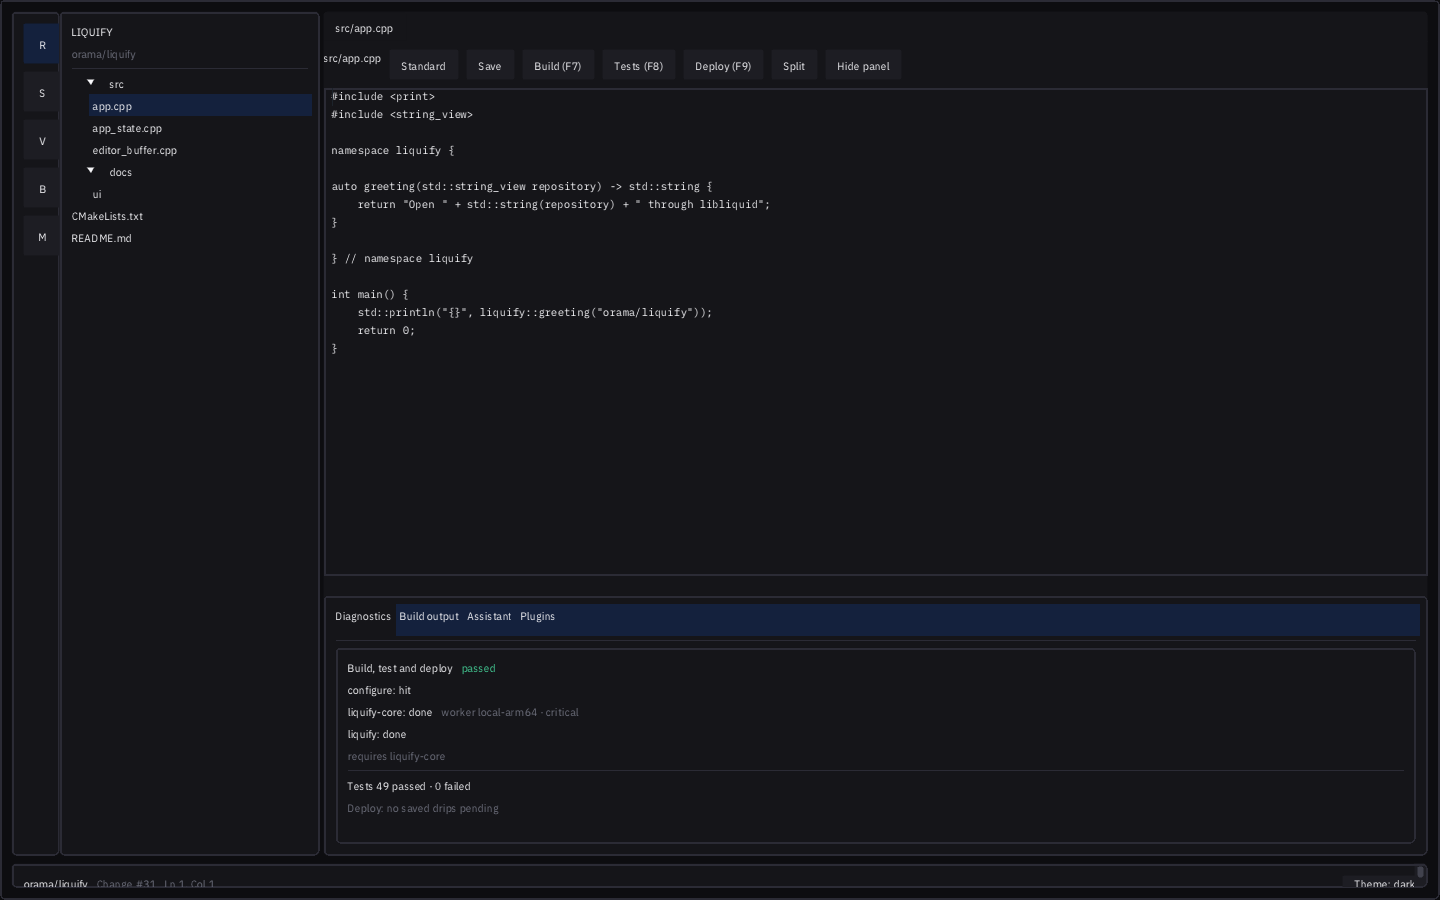 R
S
V
B
M
LIQUIFY
orama/liquify
src
app.cpp
app_state.cpp
editor_buffer.cpp
docs
ui
CMakeLists.txt
README.md
src/app.cpp
src/app.cpp Standard Save Build (F7) Tests (F8) Deploy (F9) Split Hide panel
#include <print>
#include <string_view>
namespace liquify {
auto greeting(std::string_view repository) -> std::string {
    return "Open " + std::string(repository) + " through libliquid";
}
} // namespace liquify
int main() {
    std::println("{}", liquify::greeting("orama/liquify"));
    return 0;
}
Diagnostics Build output Assistant Plugins
Build, test and deploy passed
configure: hit
liquify-core: done worker local-arm64 · critical
liquify: done
requires liquify-core
Tests 49 passed · 0 failed
Deploy: no saved drips pending
orama/liquify Change #31 Ln 1, Col 1 Theme: dark